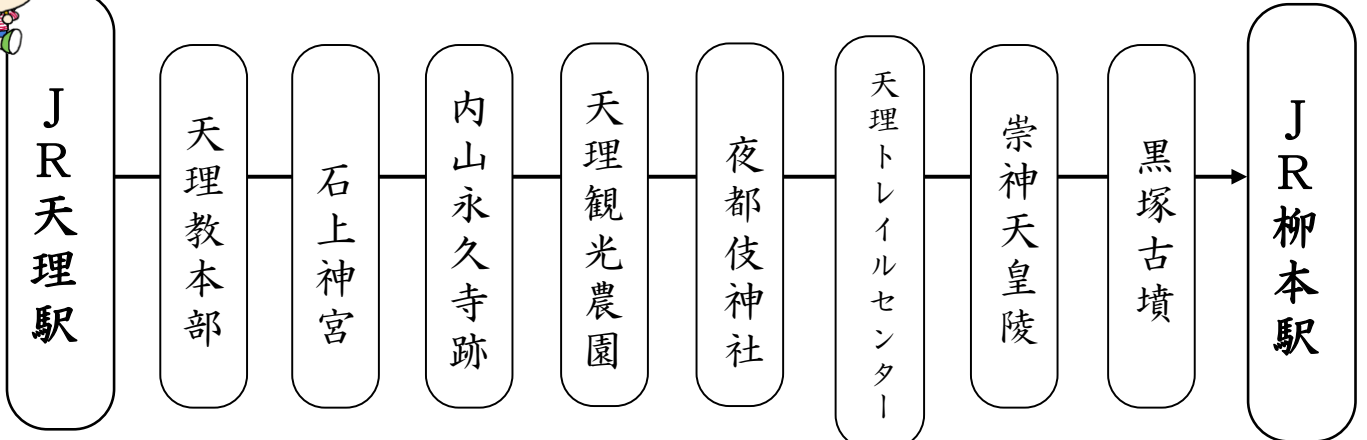 JR天理駅
天理教本部
石上神宮
内山永久寺跡
天理観光農園
夜都伎神社
天理トレイルセンター
崇神天皇陵
黒塚古墳
JR柳本駅